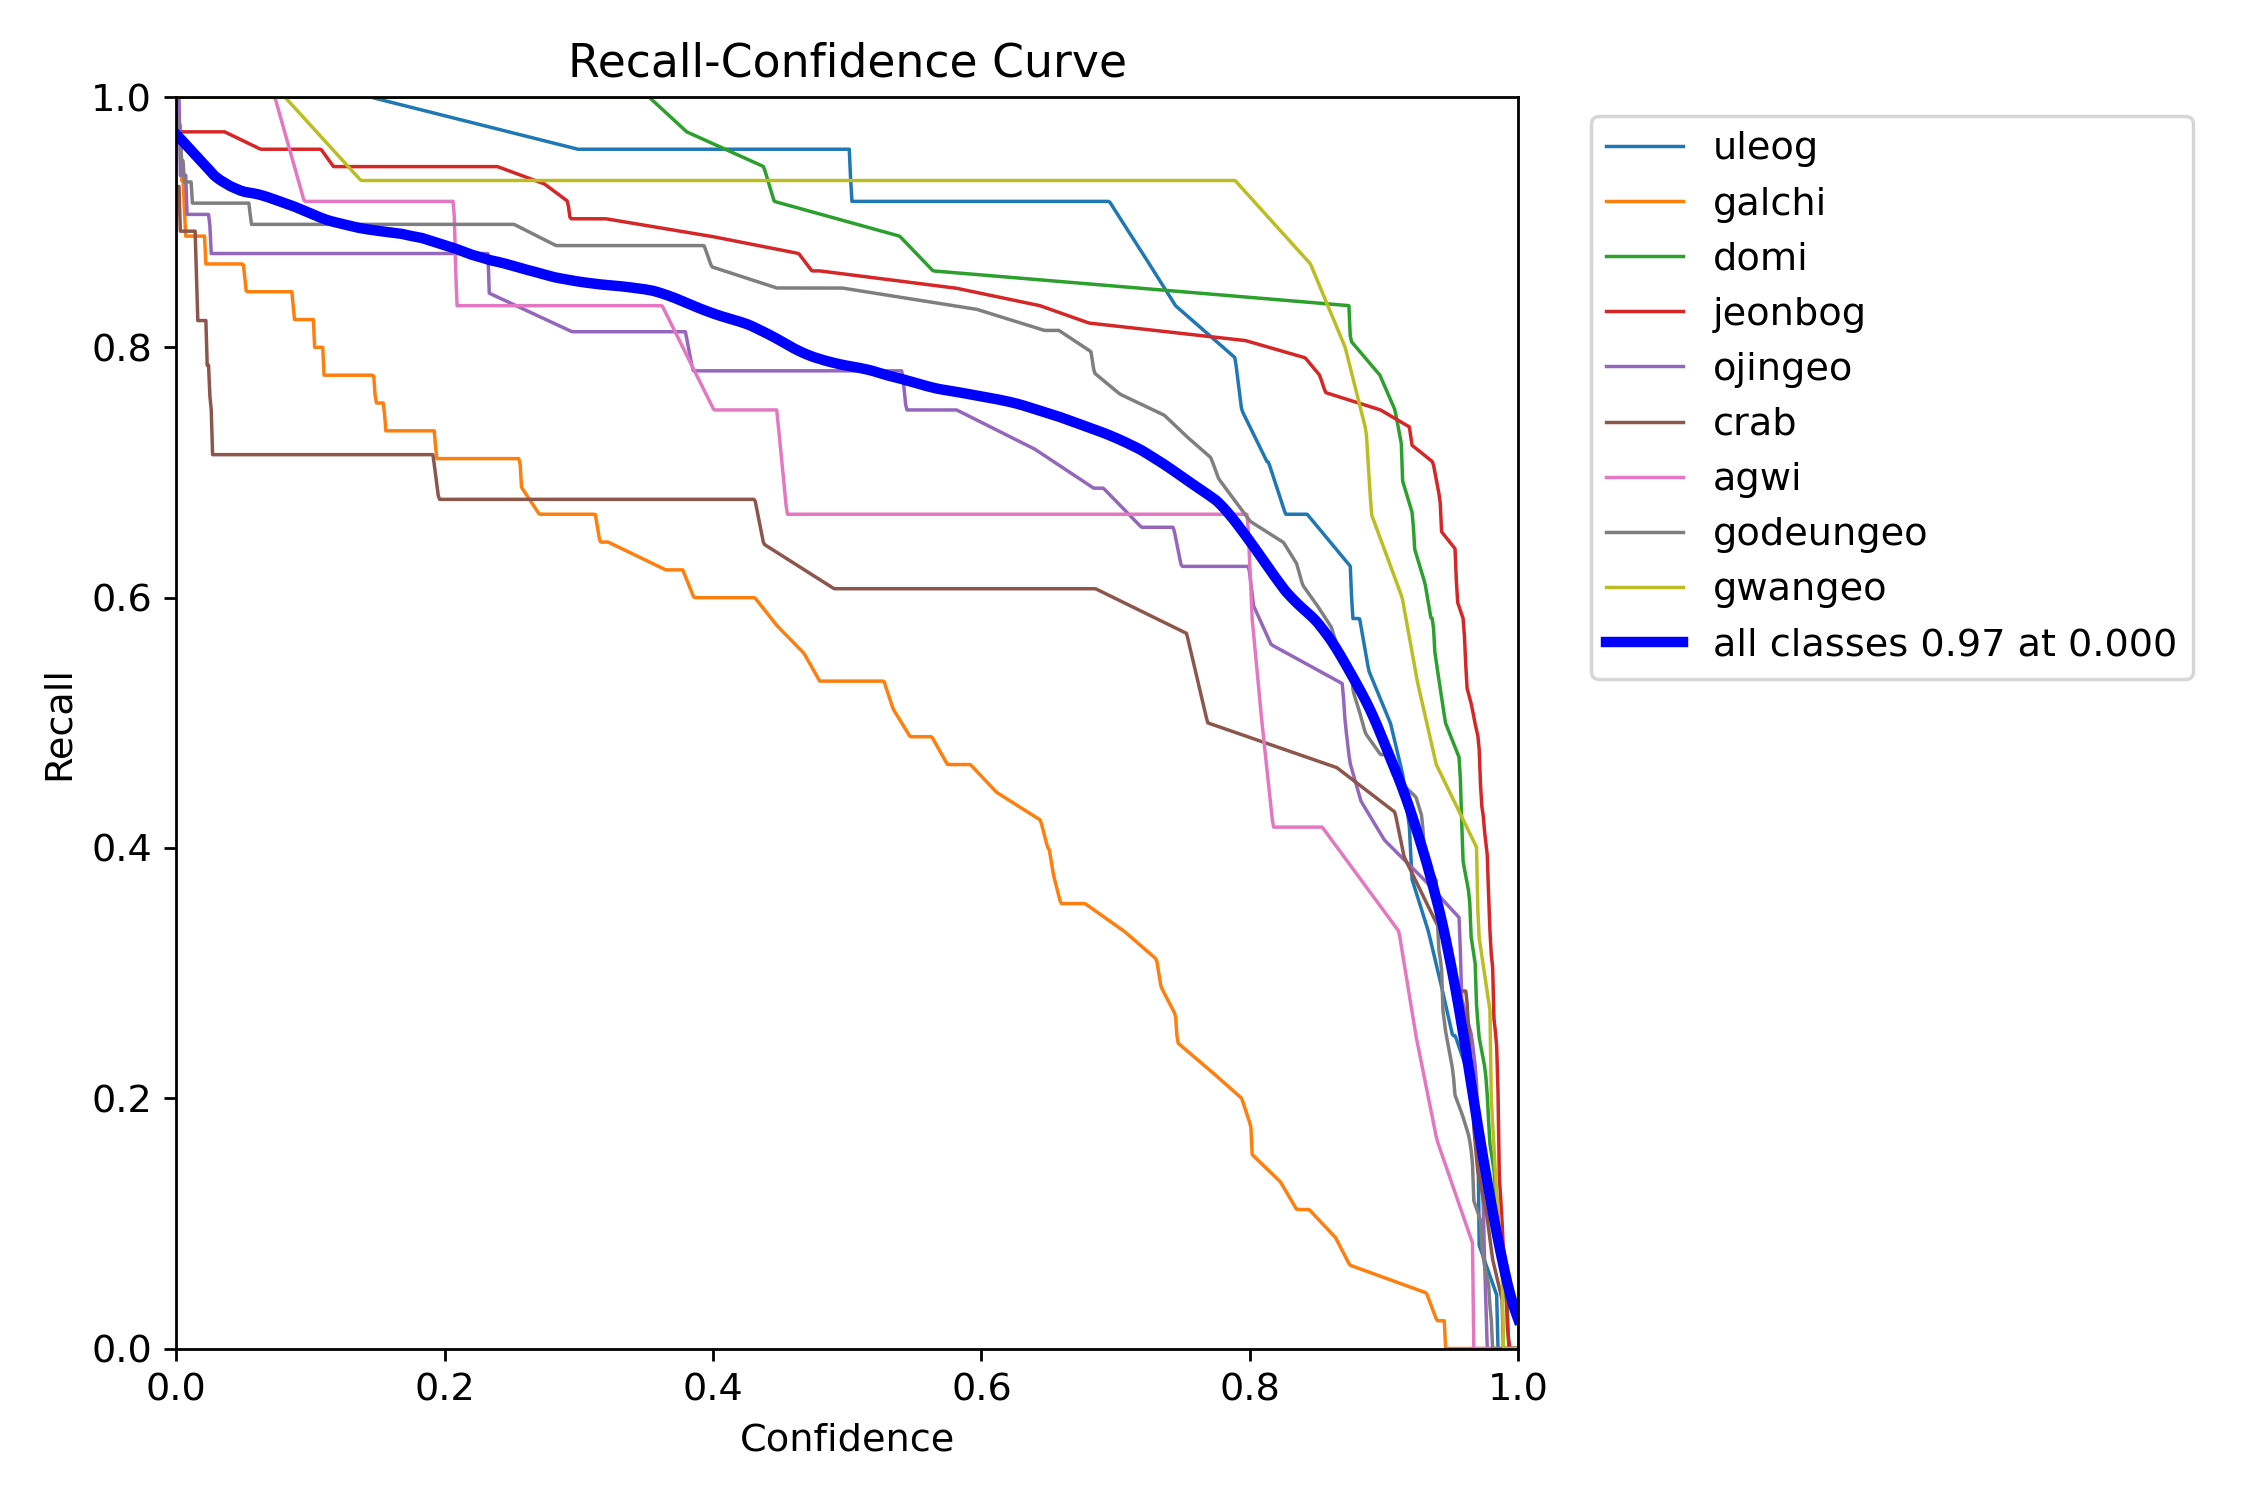 Recall-Confidence Curve
1.0
0.8
0.6
0.4
0.2
0.0
Recall
0.0 0.2 0.4 0.6 0.8 1.0
Confidence
uleog
galchi
domi
jeonbog
ojingeo
crab
agwi
godeungeo
gwangeo
all classes 0.97 at 0.000